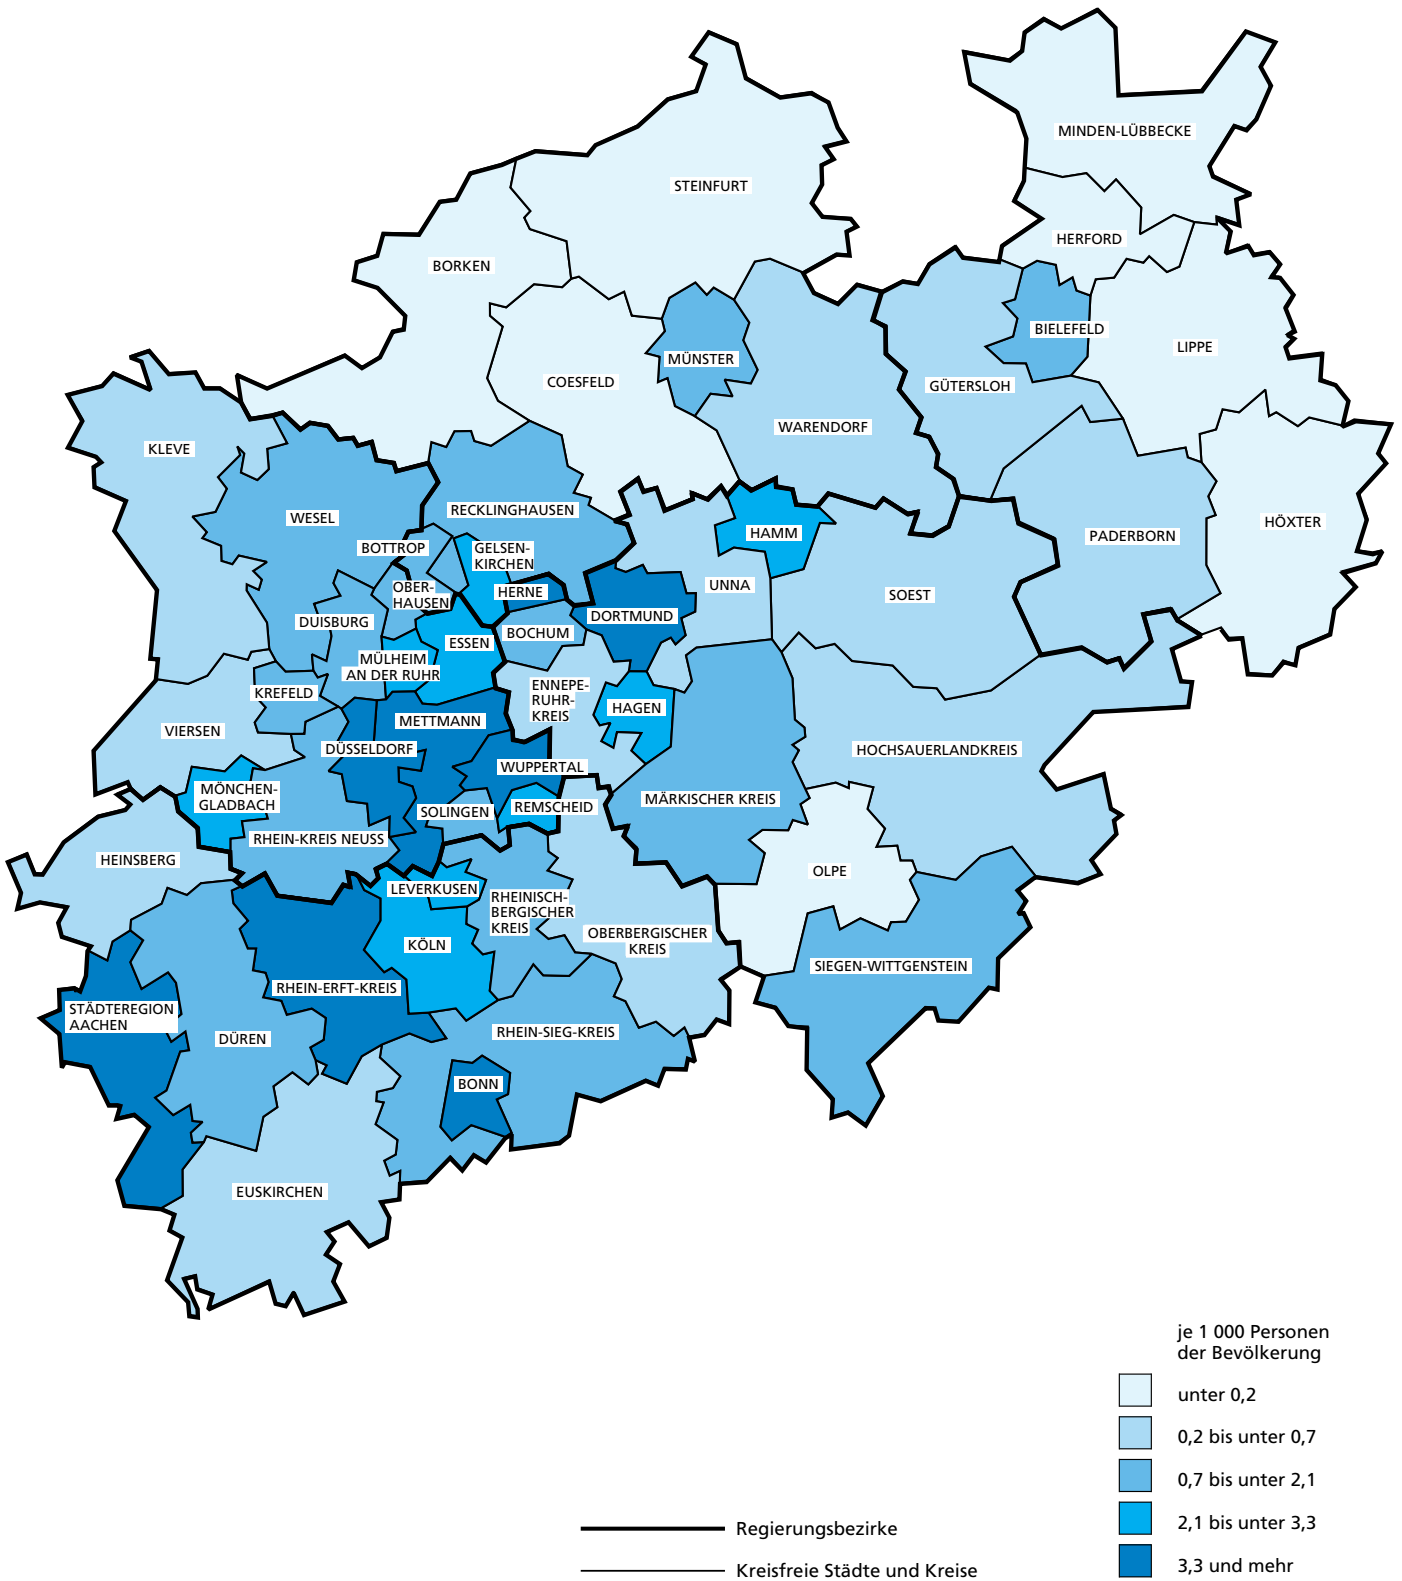 MINDEN-LÜBBECKE
STEINFURT
HERFORD
BORKEN
BIELEFELD
LIPPE
MÜNSTER
COESFELD
GÜTERSLOH
WARENDORF
KLEVE
RECKLINGHAUSEN
WESEL
HÖXTER
HAMM
PADERBORN
BOTTROP
GELSEN-
KIRCHEN
UNNA
OBER-
HAUSEN
HERNE
SOEST
DORTMUND
DUISBURG
BOCHUM
ESSEN
MÜLHEIM
AN DER RUHR
KREFELD
ENNEPE-
RUHR-
KREIS
HAGEN
METTMANN
VIERSEN
DÜSSELDORF
HOCHSAUERLANDKREIS
WUPPERTAL
MÖNCHEN-
GLADBACH
MÄRKISCHER KREIS
REMSCHEID
SOLINGEN
RHEIN-KREIS NEUSS
HEINSBERG
OLPE
LEVERKUSEN
RHEINISCH-
BERGISCHER
KREIS
OBERBERGISCHER
KREIS
KÖLN
SIEGEN-WITTGENSTEIN
RHEIN-ERFT-KREIS
STÄDTEREGION
AACHEN
RHEIN-SIEG-KREIS
DÜREN
BONN
EUSKIRCHEN
je 1 000 Personen
der Bevölkerung
unter 0,2
0,2 bis unter 0,7
0,7 bis unter 2,1
2,1 bis unter 3,3
3,3 und mehr
Regierungsbezirke
Kreisfreie Städte und Kreise